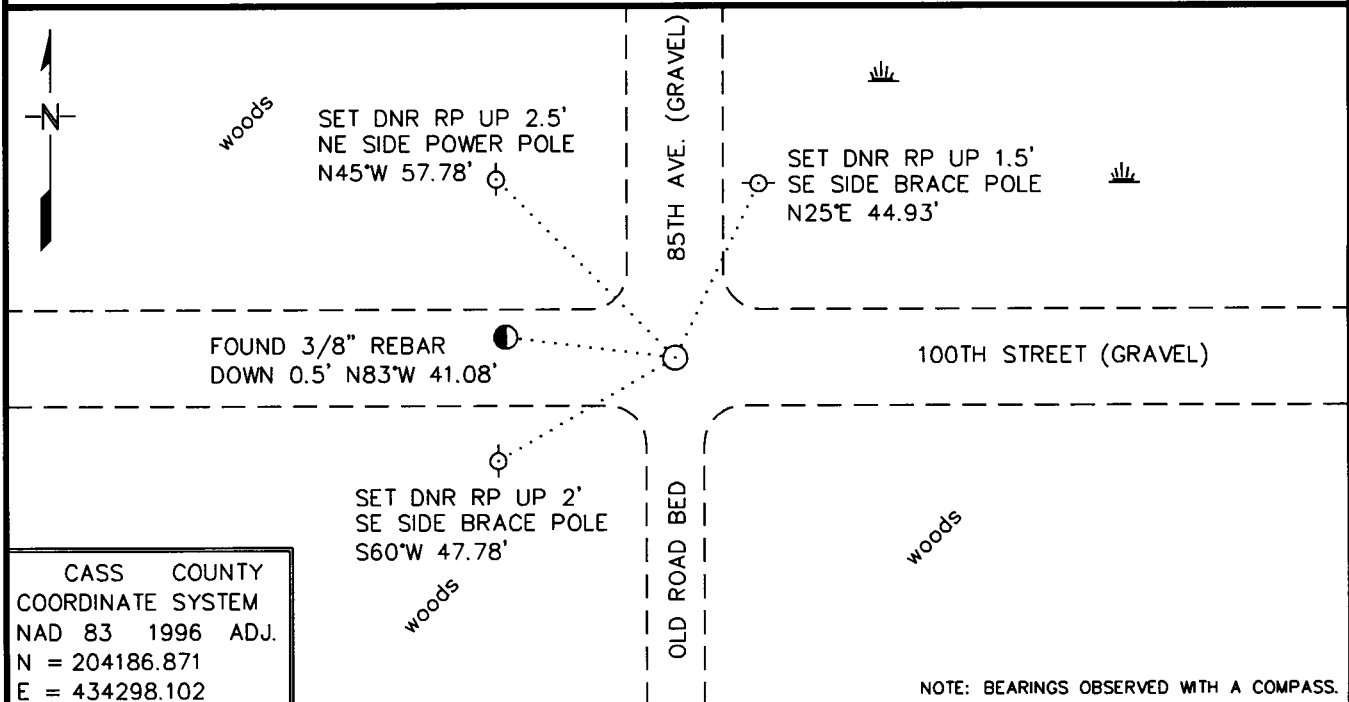 N
woods
SET DNR RP UP 2.5'
NE SIDE POWER POLE
N45°W 57.78'
85TH AVE. (GRAVEL)
SET DNR RP UP 1.5'
SE SIDE BRACE POLE
N25°E 44.93'
FOUND 3/8" REBAR
DOWN 0.5' N83°W 41.08'
100TH STREET (GRAVEL)
SET DNR RP UP 2'
SE SIDE BRACE POLE
S60°W 47.78'
woods
OLD ROAD BED
woods
CASS COUNTY
COORDINATE SYSTEM
NAD 83 1996 ADJ.
N = 204186.871
E = 434298.102
NOTE: BEARINGS OBSERVED WITH A COMPASS.